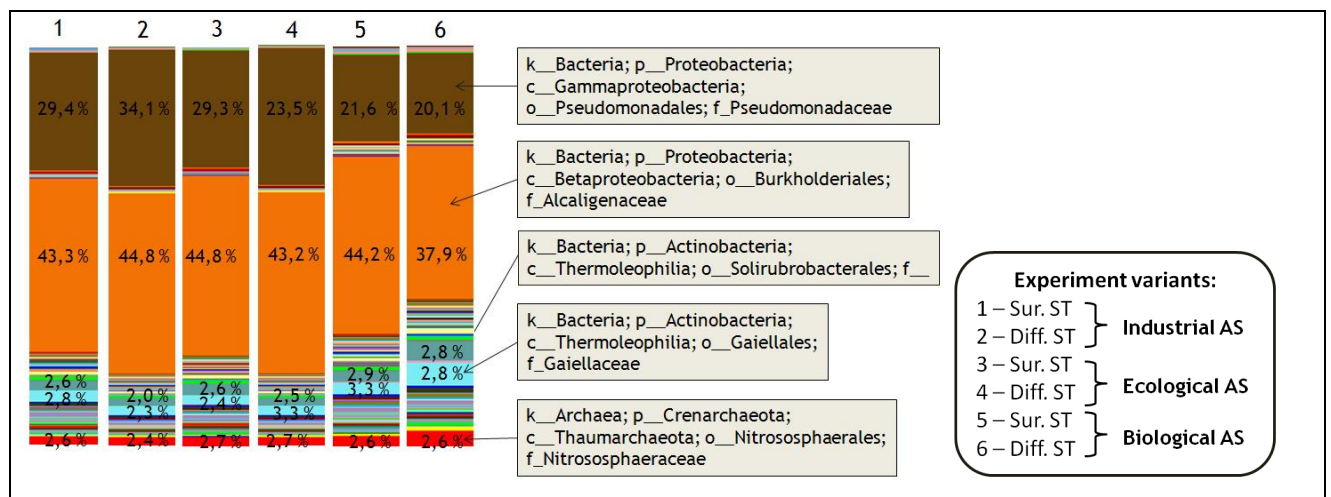 1 2 3 4 5 6
29,4 % 34,1 % 29,3 % 23,5 % 21,6 % 20,1 %
43,3 % 44,8 % 44,8 % 43,2 % 44,2 % 37,9 %
2,6 % 2,0 % 2,6 % 2,5 % 2,9 % 2,8 %
2,8 % 2,3 % 2,4 % 3,3 % 3,3 % 2,8 %
2,6 % 2,4 % 2,7 % 2,7 % 2,6 % 2,6 %
k__Bacteria; p__Proteobacteria;
c__Gammaproteobacteria;
o__Pseudomonadales; f_Pseudomonadaceae
k__Bacteria; p__Proteobacteria;
c__Betaproteobacteria; o__Burkholderiales;
f_Alcaligenaceae
k__Bacteria; p__Actinobacteria;
c__Thermoleophilia; o__Solirubrobacterales; f__
k__Bacteria; p__Actinobacteria;
c__Thermoleophilia; o__Gaiellales;
f_Gaiellaceae
k__Archaea; p__Crenarchaeota;
c__Thaumarchaeota; o__Nitrososphaerales;
f_Nitrososphaeraceae
Experiment variants:
1 – Sur. ST
2 – Diff. ST
Industrial AS
3 – Sur. ST
4 – Diff. ST
Ecological AS
5 – Sur. ST
6 – Diff. ST
Biological AS